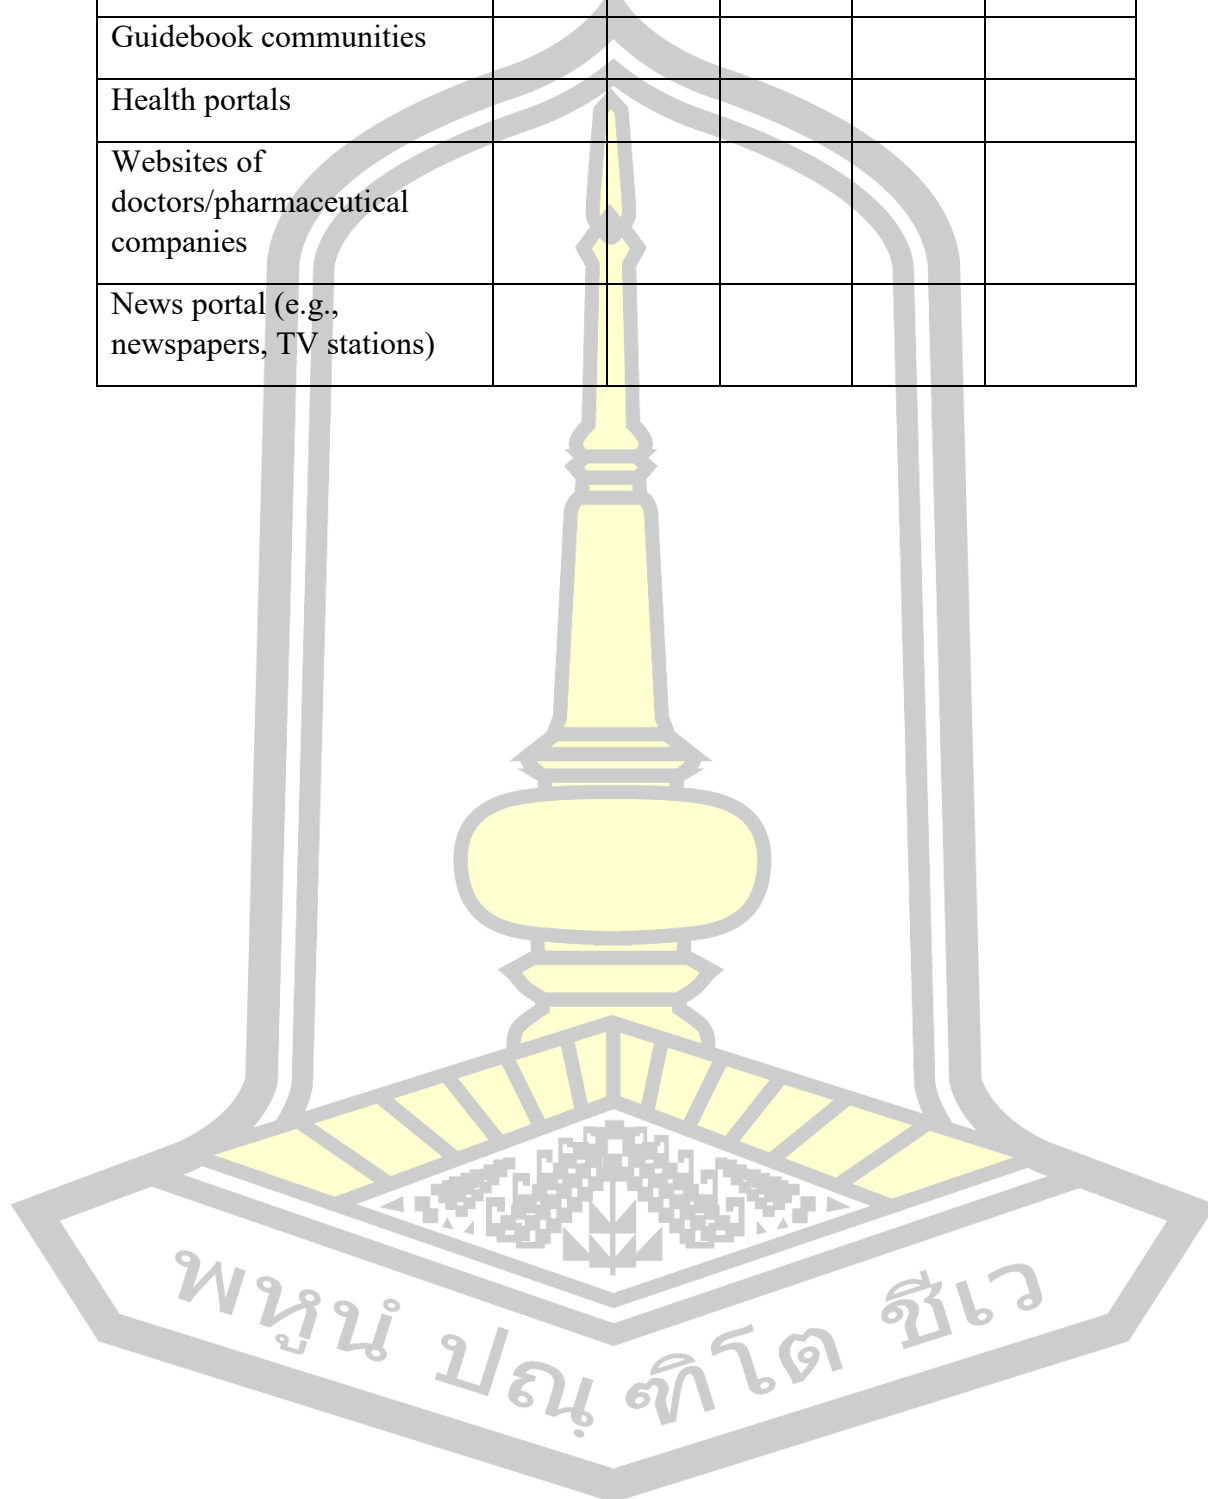 Guidebook communities
Health portals
Websites of
doctors/pharmaceutical
companies
News portal (e.g.,
newspapers, TV stations)
พหูนํ ปณฺฑิโต ชีเว